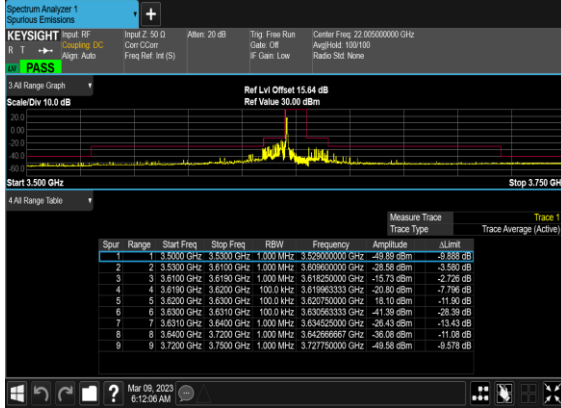 Spectrum Analyzer 1
Spurious Emissions
+
KEYSIGHT Input: RF Input Z: 50 Ω Atten: 20 dB Trig: Free Run Center Freq: 22.005000000 GHz
R T Coupling: DC Corr CCorr Gate: Off Avg|Hold: 100/100
Align: Auto Freq Ref: Int (S) IF Gain: Low Radio Std: None
PASS
3 All Range Graph
Ref Lvl Offset 15.64 dB
Scale/Div 10.0 dB Ref Value 30.00 dBm
20.0
0.00
-20.0
-40.0
-60.0
Start 3.500 GHz Stop 3.750 GH
4 All Range Table
Measure Trace Trace 1
Trace Type Trace Average (Active)
Spur Range Start Freq Stop Freq RBW Frequency Amplitude ΔLimit
1 1 3.5000 GHz 3.5300 GHz 1.000 MHz 3.529000000 GHz -49.89 dBm -9.888 dB
2 2 3.5300 GHz 3.6100 GHz 1.000 MHz 3.609600000 GHz -28.58 dBm -3.580 dB
3 3 3.6100 GHz 3.6190 GHz 1.000 MHz 3.618250000 GHz -15.73 dBm -2.726 dB
4 4 3.6190 GHz 3.6200 GHz 100.0 kHz 3.619963333 GHz -20.80 dBm -7.796 dB
5 5 3.6200 GHz 3.6300 GHz 100.0 kHz 3.620750000 GHz 18.10 dBm -11.90 dB
6 6 3.6300 GHz 3.6310 GHz 100.0 kHz 3.630563333 GHz -41.39 dBm -28.39 dB
7 7 3.6310 GHz 3.6400 GHz 1.000 MHz 3.634525000 GHz -26.43 dBm -13.43 dB
8 8 3.6400 GHz 3.7200 GHz 1.000 MHz 3.642666667 GHz -36.08 dBm -11.08 dB
9 9 3.7200 GHz 3.7500 GHz 1.000 MHz 3.727750000 GHz -49.58 dBm -9.578 dB
? Mar 09, 2023
6:12:06 AM